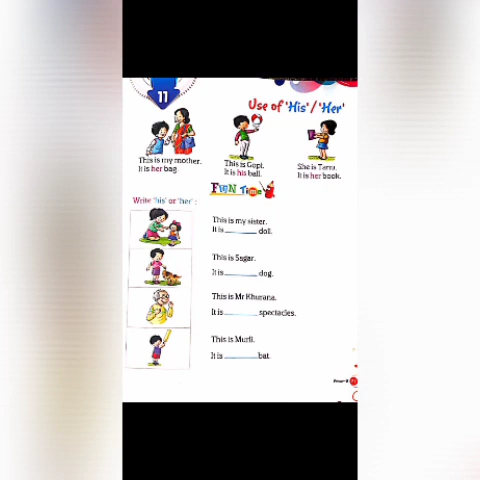 11
Use of 'His' / 'Her'
This is my mother.
It is her bag.
This is Gopi.
It is his ball.
She is Tanu.
It is her book.
FUN Time
Write 'his' or 'her' :
This is my sister.
It is ________ doll.
This is Sagar.
It is ________ dog.
This is Mr Khurana.
It is ________ spectacles.
This is Murli.
It is ________ bat.